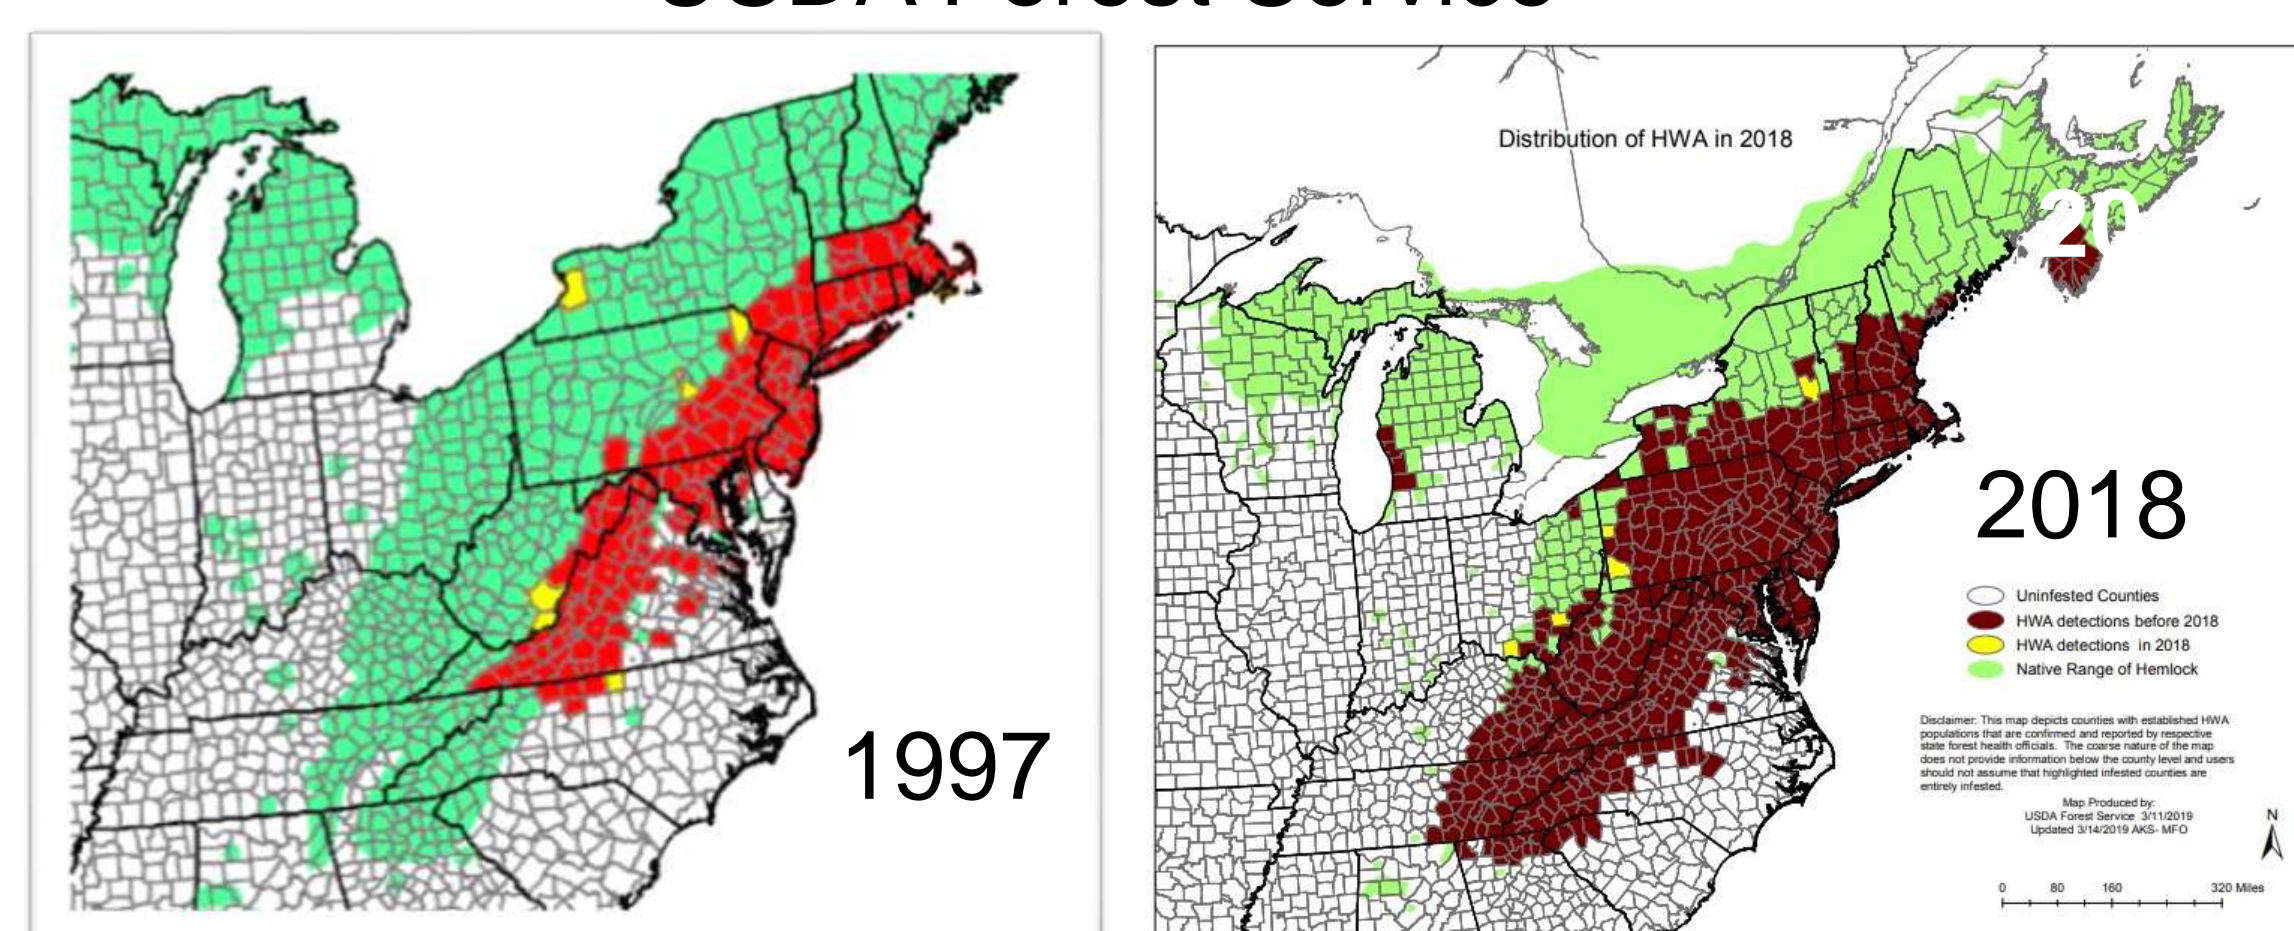 USDA Forest Service
Distribution of HWA in 2018
20
1997
2018
Uninfested Counties
HWA detections before 2018
HWA detections in 2018
Native Range of Hemlock
Disclaimer: This map depicts counties with established HWA
populations that are confirmed and reported by respective
state forest health officials. The coarse nature of the map
does not provide information below the county level and users
should not assume that highlighted infested counties are
entirely infested.
Map Produced by:
USDA Forest Service 3/11/2019
Updated 3/14/2019 AKS- MFO
N
0 80 160 320 Miles